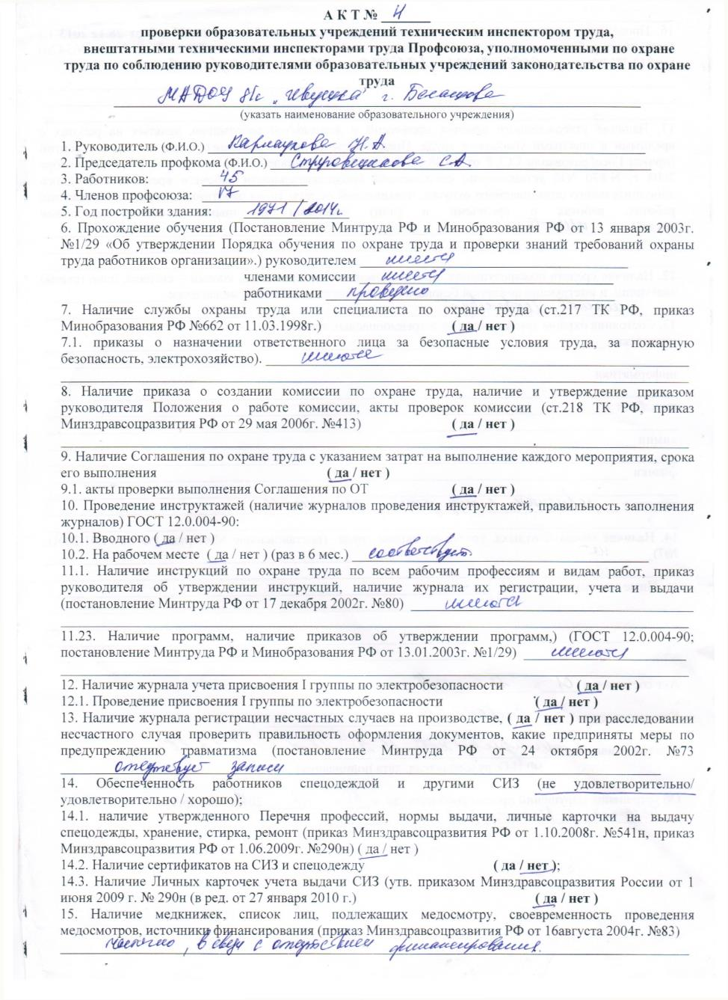 А К Т № 4
проверки образовательных учреждений техническим инспектором труда,
внештатными техническими инспекторами труда Профсоюза, уполномоченными по охране
труда по соблюдению руководителями образовательных учреждений законодательства по охране
труда
МАДОУ д/с г. Балашова
(указать наименование образовательного учреждения)
1. Руководитель (Ф.И.О.) Карнаухова Н.А.
2. Председатель профкома (Ф.И.О.) С.А.
3. Работников: 45
4. Членов профсоюза: 17
5. Год постройки здания: 1971 / 2014г.
6. Прохождение обучения (Постановление Минтруда РФ и Минобразования РФ от 13 января 2003г.
№1/29 «Об утверждении Порядка обучения по охране труда и проверки знаний требований охраны
труда работников организации».) руководителем имеется
членами комиссии имеется
работниками проведено
7. Наличие службы охраны труда или специалиста по охране труда (ст.217 ТК РФ, приказ
Минобразования РФ №662 от 11.03.1998г.) ( да / нет )
7.1. приказы о назначении ответственного лица за безопасные условия труда, за пожарную
безопасность, электрохозяйство). имеются
8. Наличие приказа о создании комиссии по охране труда, наличие и утверждение приказом
руководителя Положения о работе комиссии, акты проверок комиссии (ст.218 ТК РФ, приказ
Минздравсоцразвития РФ от 29 мая 2006г. №413) ( да / нет )
9. Наличие Соглашения по охране труда с указанием затрат на выполнение каждого мероприятия, срока
его выполнения ( да / нет )
9.1. акты проверки выполнения Соглашения по ОТ ( да / нет )
10. Проведение инструктажей (наличие журналов проведения инструктажей, правильность заполнения
журналов) ГОСТ 12.0.004-90:
10.1. Вводного ( да / нет )
10.2. На рабочем месте ( да / нет ) (раз в 6 мес.) соответствует
11.1. Наличие инструкций по охране труда по всем рабочим профессиям и видам работ, приказ
руководителя об утверждении инструкций, наличие журнала их регистрации, учета и выдачи
(постановление Минтруда РФ от 17 декабря 2002г. №80) имеются
11.23. Наличие программ, наличие приказов об утверждении программ,) (ГОСТ 12.0.004-90;
постановление Минтруда РФ и Минобразования РФ от 13.01.2003г. №1/29) имеются
12. Наличие журнала учета присвоения I группы по электробезопасности ( да / нет )
12.1. Проведение присвоения I группы по электробезопасности ( да / нет )
13. Наличие журнала регистрации несчастных случаев на производстве, ( да / нет ) при расследовании
несчастного случая проверить правильность оформления документов, какие предприняты меры по
предупреждению травматизма (постановление Минтруда РФ от 24 октября 2002г. №73
отсутствует записи
14. Обеспеченность работников спецодеждой и другими СИЗ (не удовлетворительно/
удовлетворительно / хорошо);
14.1. наличие утвержденного Перечня профессий, нормы выдачи, личные карточки на выдачу
спецодежды, хранение, стирка, ремонт (приказ Минздравсоцразвития РФ от 1.10.2008г. №541н, приказ
Минздравсоцразвития РФ от 1.06.2009г. №290н) ( да / нет )
14.2. Наличие сертификатов на СИЗ и спецодежду ( да / нет );
14.3. Наличие Личных карточек учета выдачи СИЗ (утв. приказом Минздравсоцразвития России от 1
июня 2009 г. № 290н (в ред. от 27 января 2010 г.) ( да / нет )
15. Наличие медкнижек, список лиц, подлежащих медосмотру, своевременность проведения
медосмотров, источники финансирования (приказ Минздравсоцразвития РФ от 16августа 2004г. №83)
частично, в связи с отсутствием финансирования.